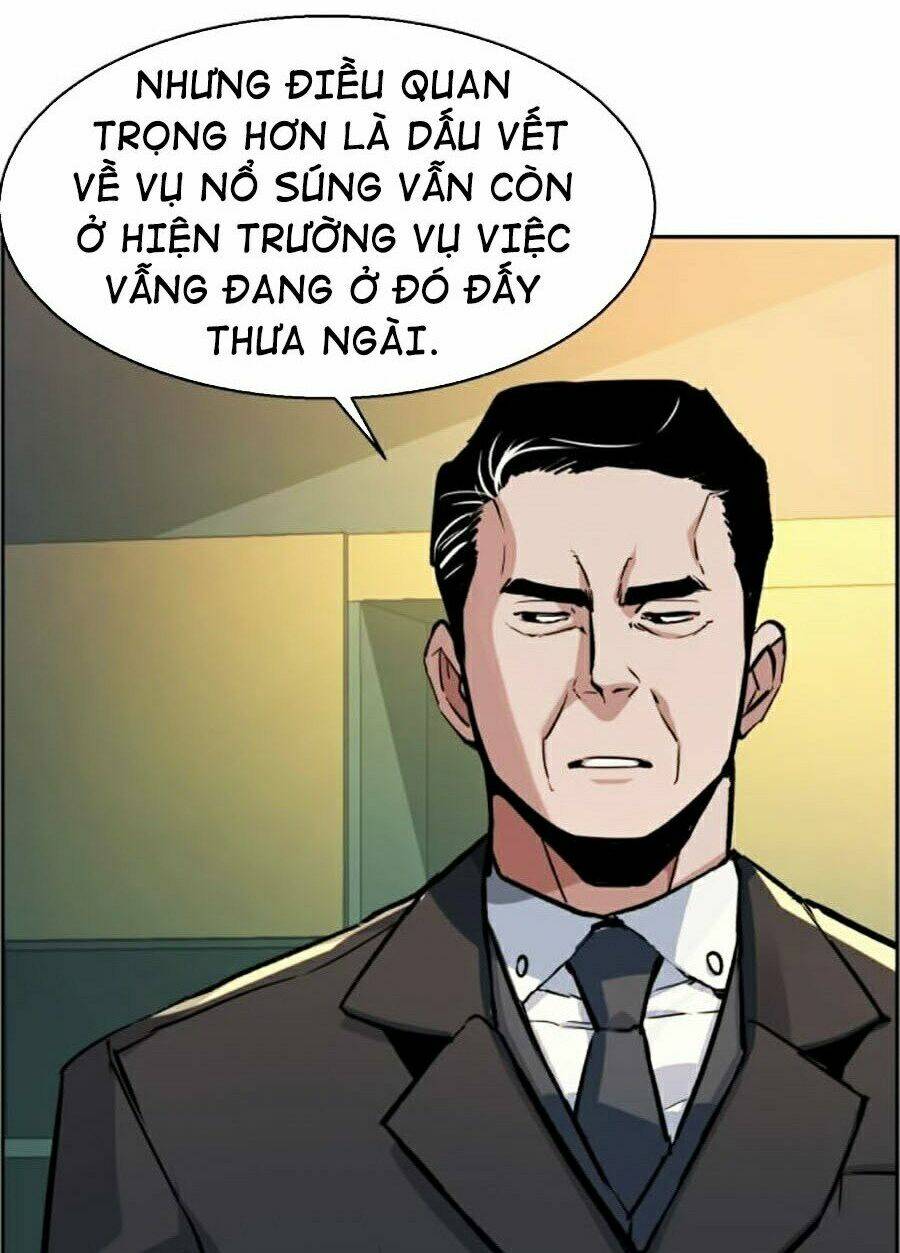 NHƯNG ĐIỀU QUAN
TRỌNG HƠN LÀ DẤU VẾT
VỀ VỤ NỔ SÚNG VẪN CÒN
Ở HIỆN TRƯỜNG VỤ VIỆC
VẪNG ĐANG Ở ĐÓ ĐẤY
THƯA NGÀI.